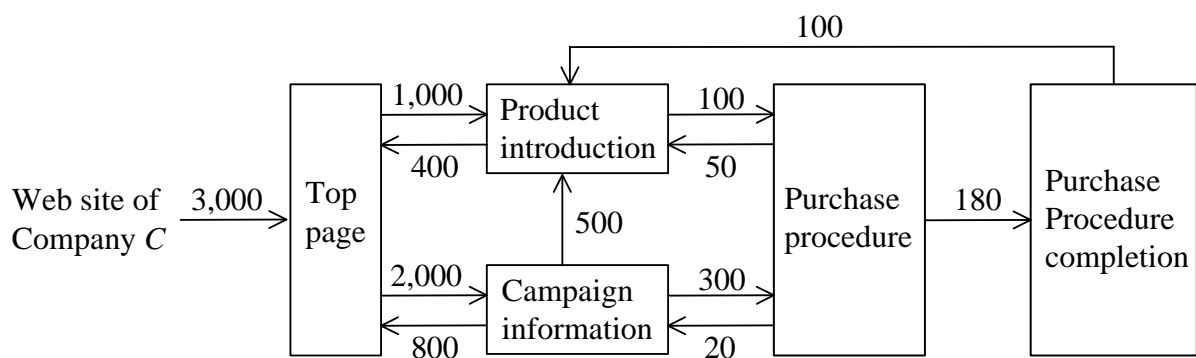 100
1,000
Product
introduction
100
400
50
Web site of
Company C
3,000
Top
page
500
Purchase
procedure
180
Purchase
Procedure
completion
2,000
Campaign
information
300
800
20